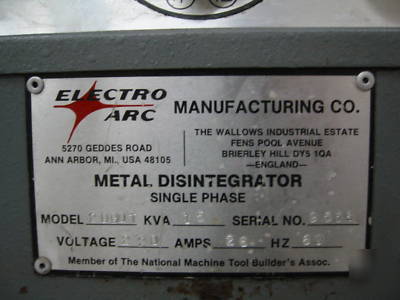 ELECTRO ARC MANUFACTURING CO.
5270 GEDDES ROAD
ANN ARBOR, MI., USA 48105
THE WALLOWS INDUSTRIAL ESTATE
FENS POOL AVENUE
BRIERLEY HILL DY5 1QA
—ENGLAND—
METAL DISINTEGRATOR
SINGLE PHASE
MODEL KVA SERIAL NO.
VOLTAGE AMPS HZ
Member of The National Machine Tool Builder's Assoc.